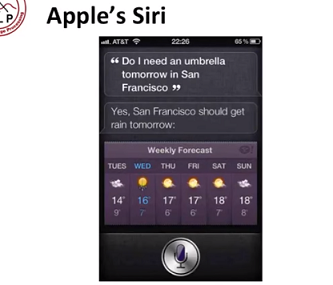 Apple's Siri
AT&T 22:26 65%
“ Do I need an umbrella
tomorrow in San
Francisco ”
Yes, San Francisco should get
rain tomorrow:
Weekly Forecast
TUES WED THU FRI SAT SUN
14° 16° 17° 17° 18° 18°
9° 7° 6° 6° 7° 8°